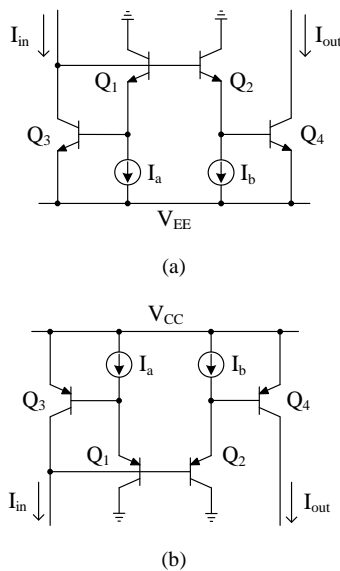 I_in I_out
Q_1 Q_2
Q_3 Q_4
I_a I_b
V_EE
(a)
V_CC
I_a I_b
Q_3 Q_4
Q_1 Q_2
I_in I_out
(b)